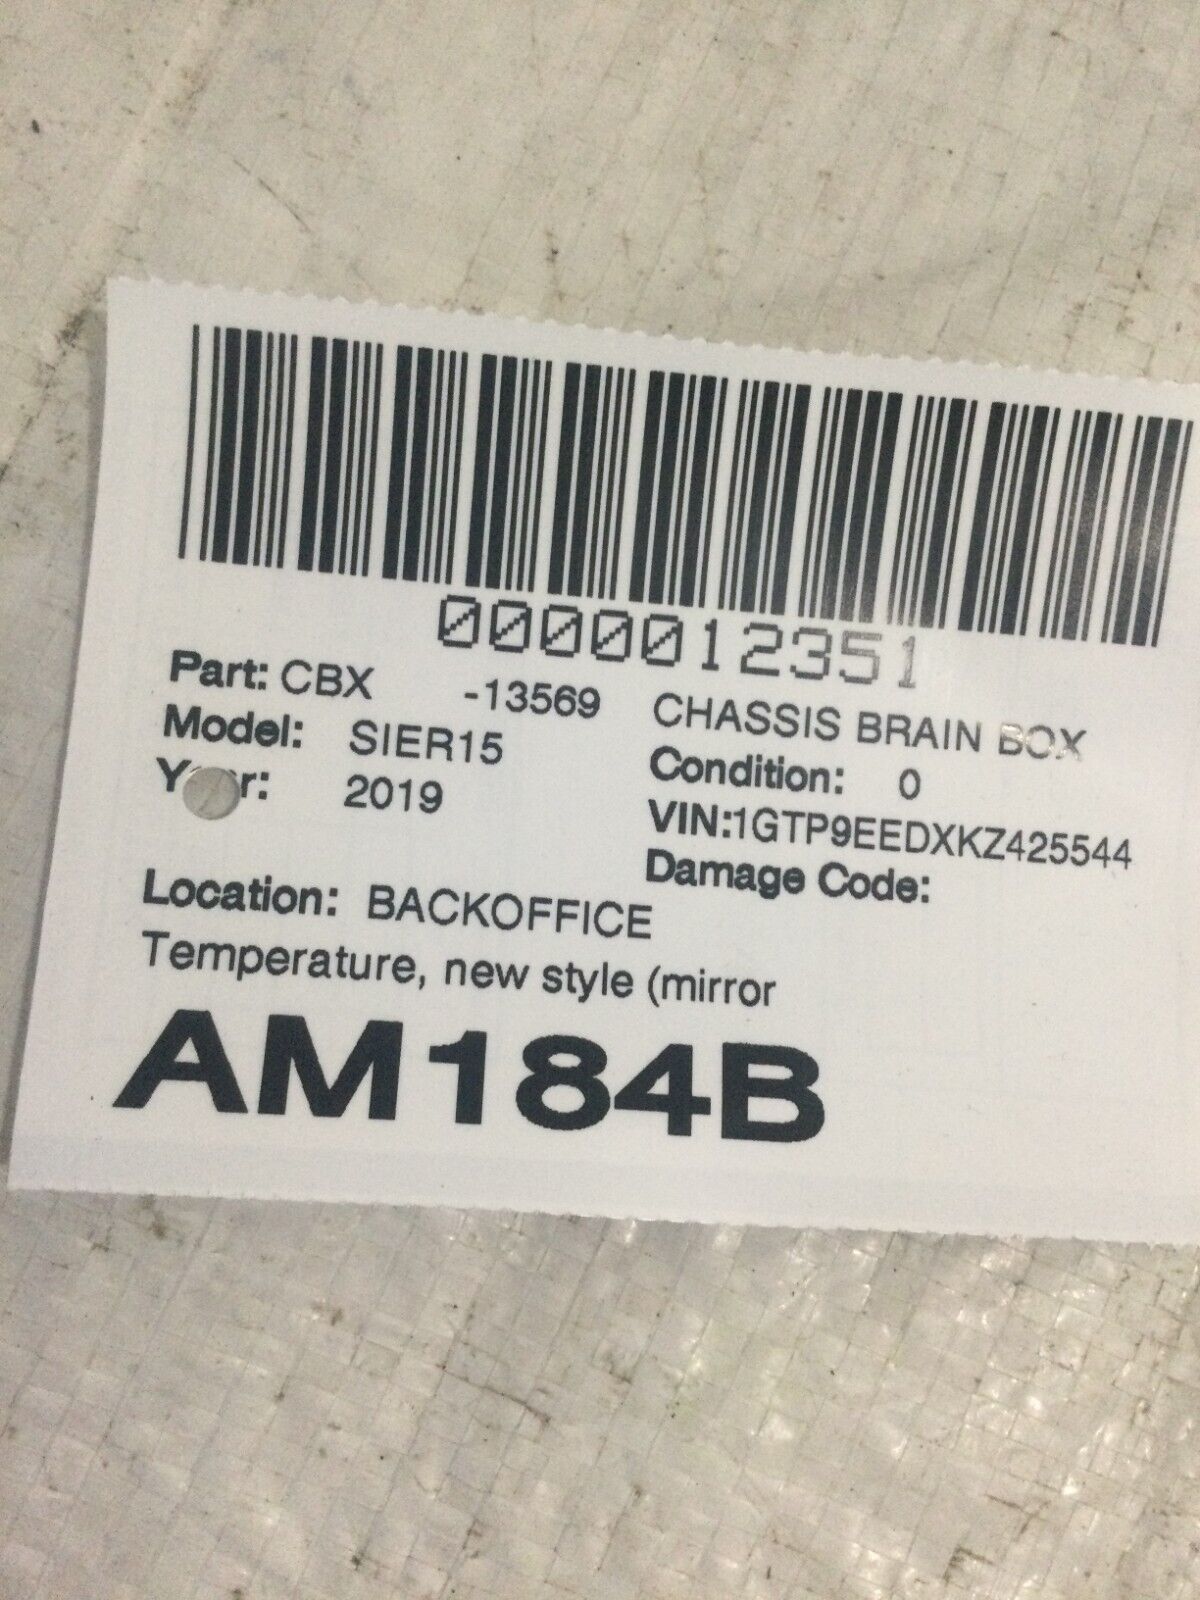 0000012351
Part: CBX -13569 CHASSIS BRAIN BOX
Model: SIER15 Condition: 0
Year: 2019 VIN:1GTP9EEDXKZ425544
Damage Code:
Location: BACKOFFICE
Temperature, new style (mirror
AM184B